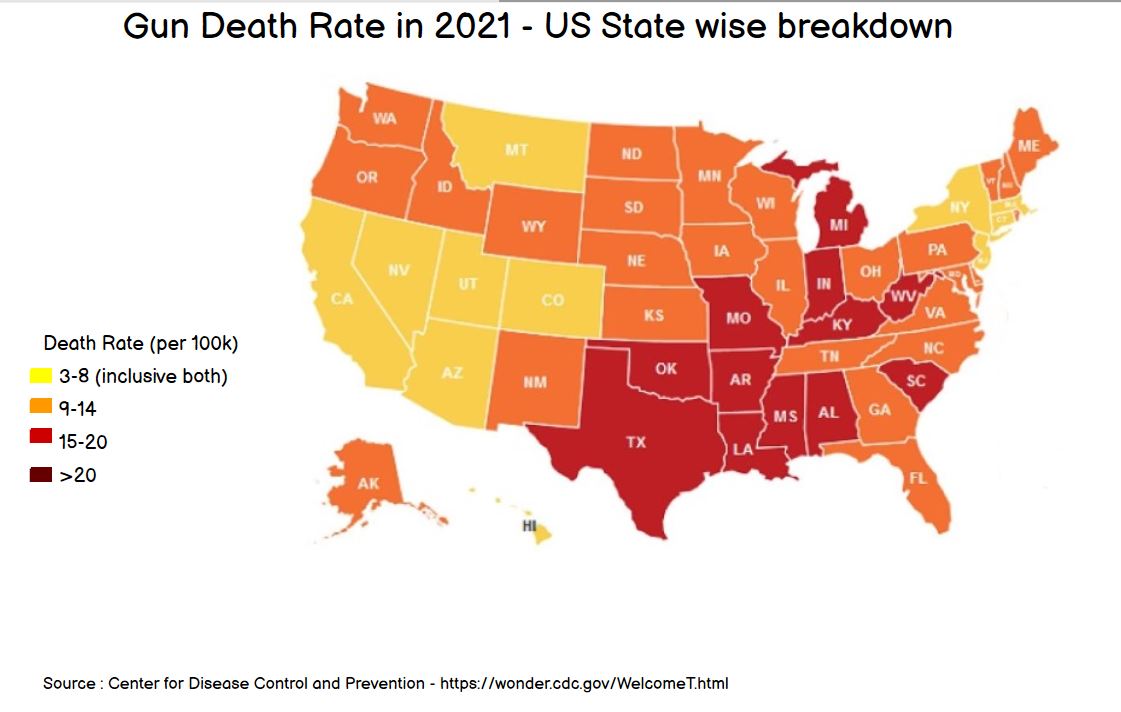 Gun Death Rate in 2021 - US State wise breakdown
WA
MT
ND
MN
ME
OR
ID
SD
WI
VT
NH
WY
MI
NY
IA
NE
PA
CT
NV
UT
CO
IL
IN
OH
MD
CA
KS
MO
KY
WV
VA
AZ
NM
OK
AR
TN
NC
SC
MS
AL
GA
TX
LA
FL
AK
HI
Death Rate (per 100k)
3-8 (inclusive both)
9-14
15-20
>20
Source : Center for Disease Control and Prevention - https://wonder.cdc.gov/WelcomeT.html